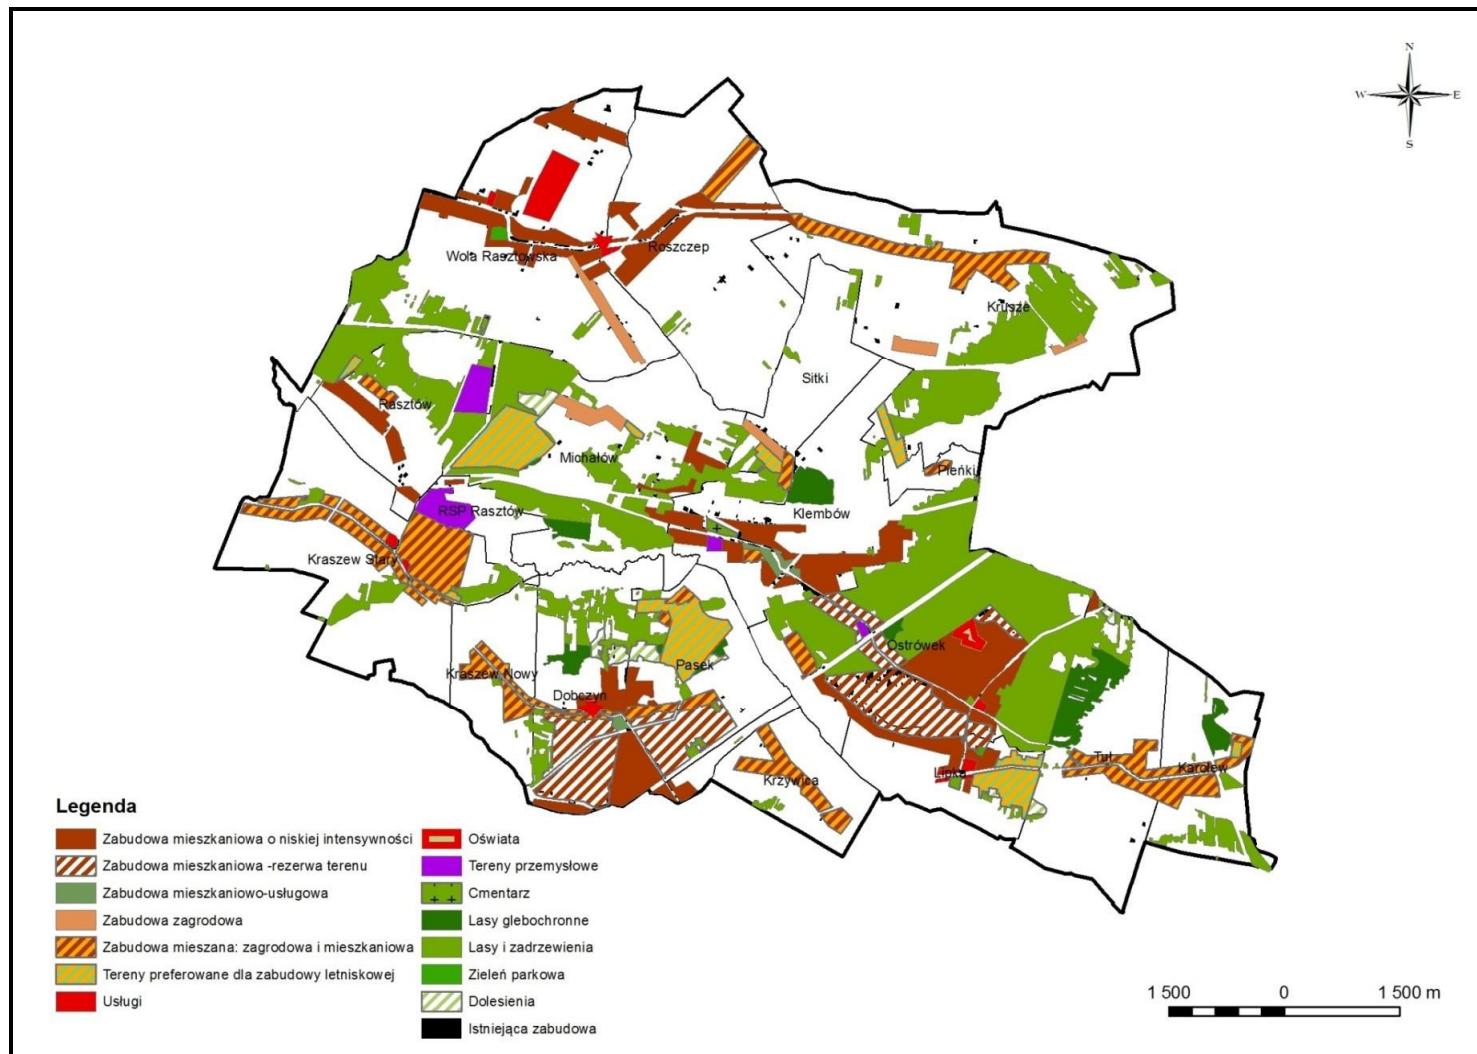 N
W E
S
Wola Rasztowska
Roszczep
Krusze
Sitki
Rasztów
Michałów
Pieńki
RSP Rasztów
Klembów
Kraszew Stary
Ostrówek
Kraszew Nowy
Pasek
Dobczyn
Krzywica
Lipka
Tuł
Karolew
Legenda
Zabudowa mieszkaniowa o niskiej intensywności
Zabudowa mieszkaniowa -rezerwa terenu
Zabudowa mieszkaniowo-usługowa
Zabudowa zagrodowa
Zabudowa mieszana: zagrodowa i mieszkaniowa
Tereny preferowane dla zabudowy letniskowej
Usługi
Oświata
Tereny przemysłowe
Cmentarz
Lasy glebochronne
Lasy i zadrzewienia
Zieleń parkowa
Dolesienia
Istniejąca zabudowa
1 500 0 1 500 m